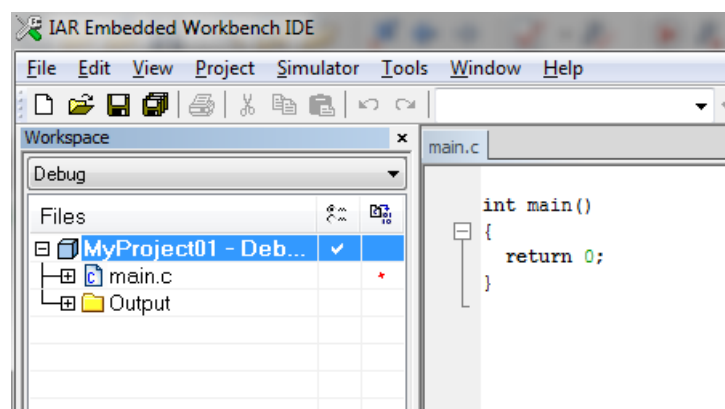 IAR Embedded Workbench IDE
File Edit View Project Simulator Tools Window Help
Workspace
Debug
Files
MyProject01 - Deb...
main.c
Output
main.c
int main()
{
return 0;
}